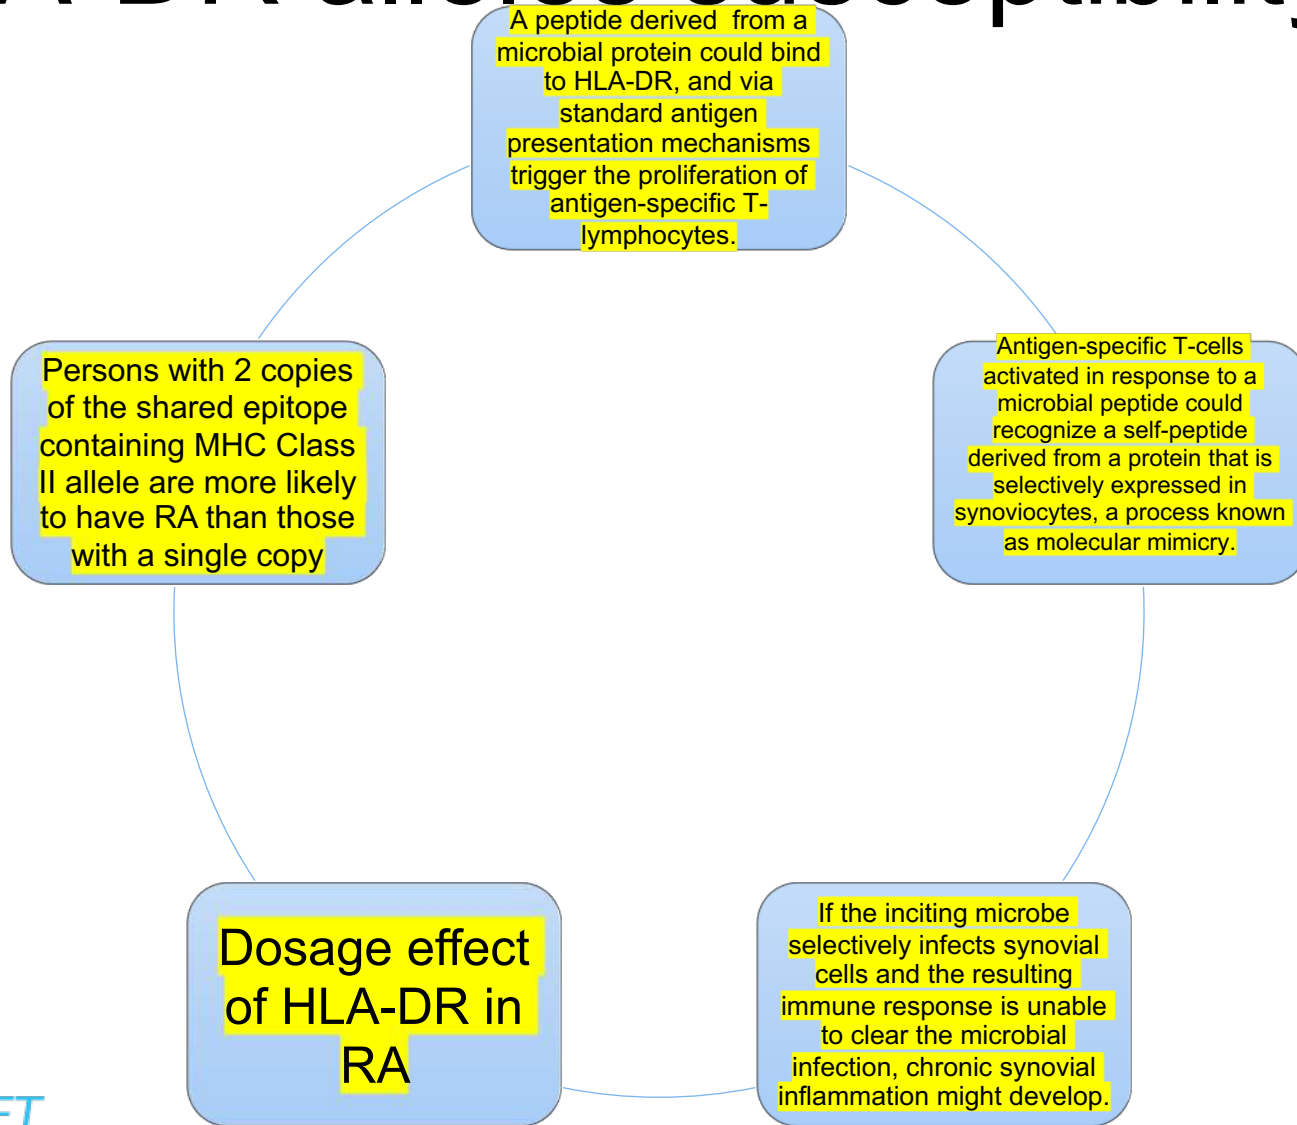 A-DR alleles susceptibility
A peptide derived from a
microbial protein could bind
to HLA-DR, and via
standard antigen
presentation mechanisms
trigger the proliferation of
antigen-specific T-
lymphocytes.
Antigen-specific T-cells
activated in response to a
microbial peptide could
recognize a self-peptide
derived from a protein that is
selectively expressed in
synoviocytes, a process known
as molecular mimicry.
If the inciting microbe
selectively infects synovial
cells and the resulting
immune response is unable
to clear the microbial
infection, chronic synovial
inflammation might develop.
Dosage effect
of HLA-DR in
RA
Persons with 2 copies
of the shared epitope
containing MHC Class
II allele are more likely
to have RA than those
with a single copy
FT